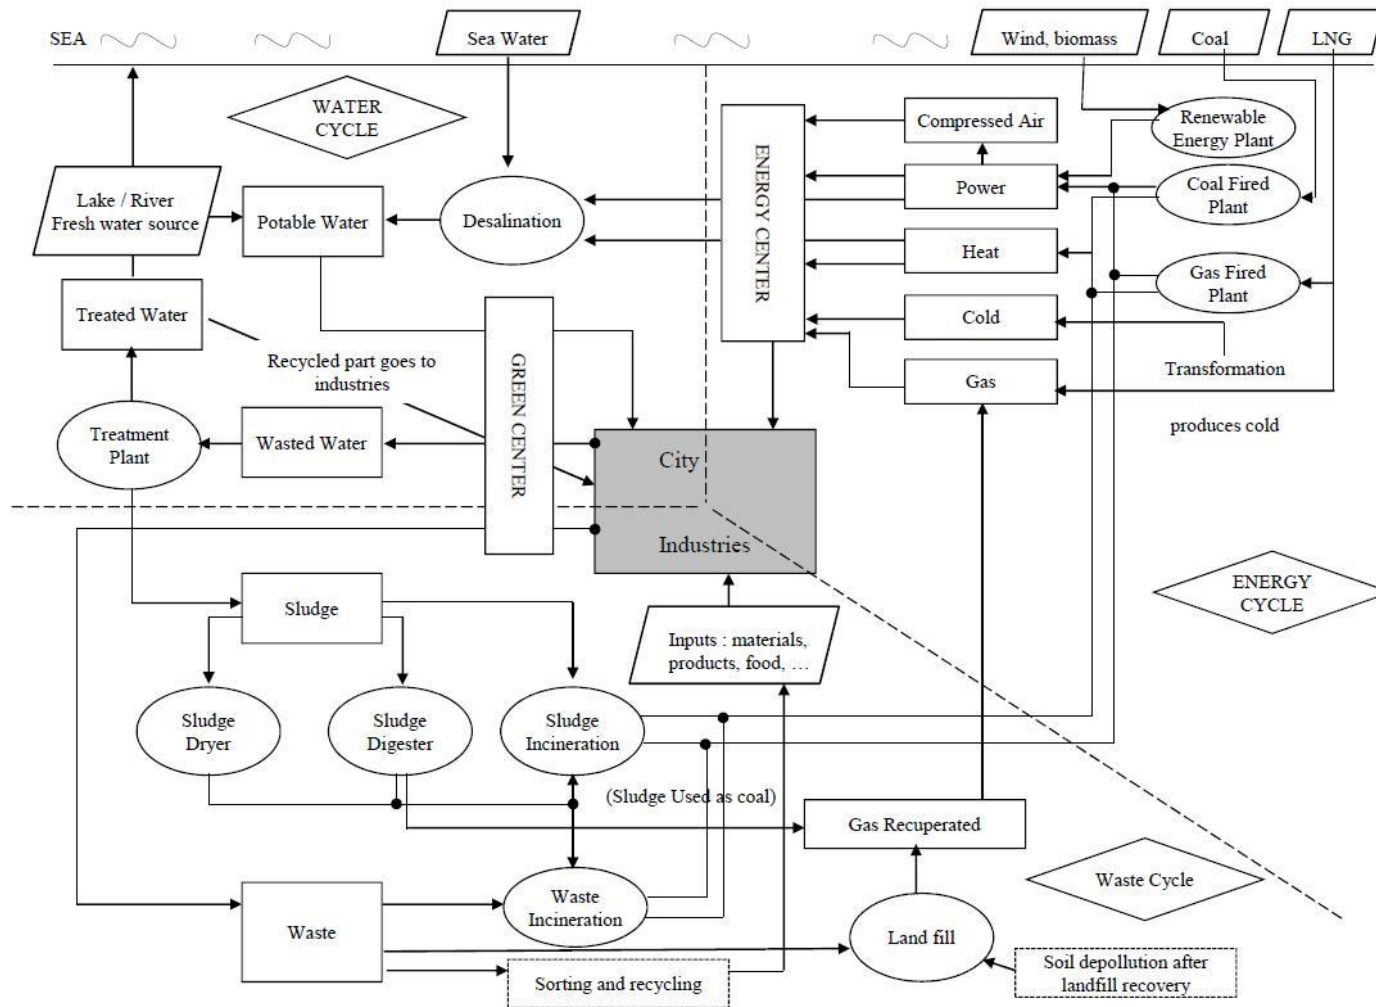 SEA
Sea Water
Wind, biomass
Coal
LNG
WATER
CYCLE
Compressed Air
Renewable
Energy Plant
Lake / River
Fresh water source
Potable Water
Desalination
ENERGY CENTER
Power
Coal Fired
Plant
Heat
Gas Fired
Plant
Treated Water
Cold
Recycled part goes to
industries
GREEN CENTER
Gas
Transformation
produces cold
Treatment
Plant
Wasted Water
City
Industries
ENERGY
CYCLE
Sludge
Inputs : materials,
products, food, …
Sludge
Dryer
Sludge
Digester
Sludge
Incineration
(Sludge Used as coal)
Gas Recuperated
Waste Cycle
Waste
Waste
Incineration
Land fill
Sorting and recycling
Soil depollution after
landfill recovery